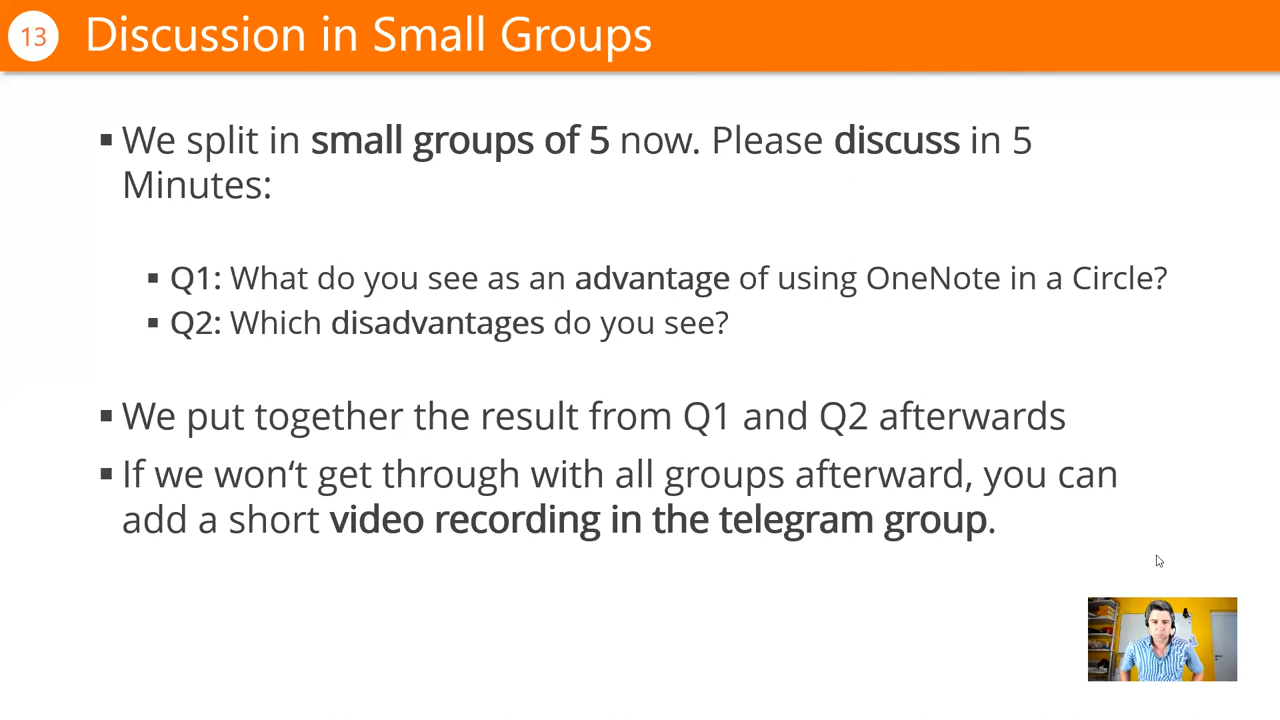 13 Discussion in Small Groups
▪ We split in small groups of 5 now. Please discuss in 5
Minutes:
▪ Q1: What do you see as an advantage of using OneNote in a Circle?
▪ Q2: Which disadvantages do you see?
▪ We put together the result from Q1 and Q2 afterwards
▪ If we won‘t get through with all groups afterward, you can
add a short video recording in the telegram group.